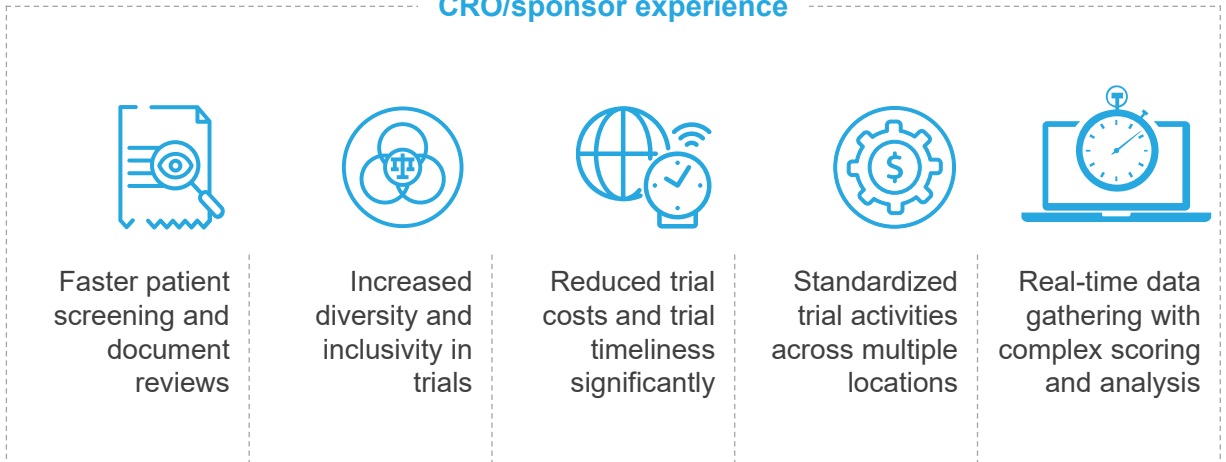 CRO/sponsor experience
Faster patient
screening and
document
reviews
Increased
diversity and
inclusivity in
trials
Reduced trial
costs and trial
timeliness
significantly
Standardized
trial activities
across multiple
locations
Real-time data
gathering with
complex scoring
and analysis
$